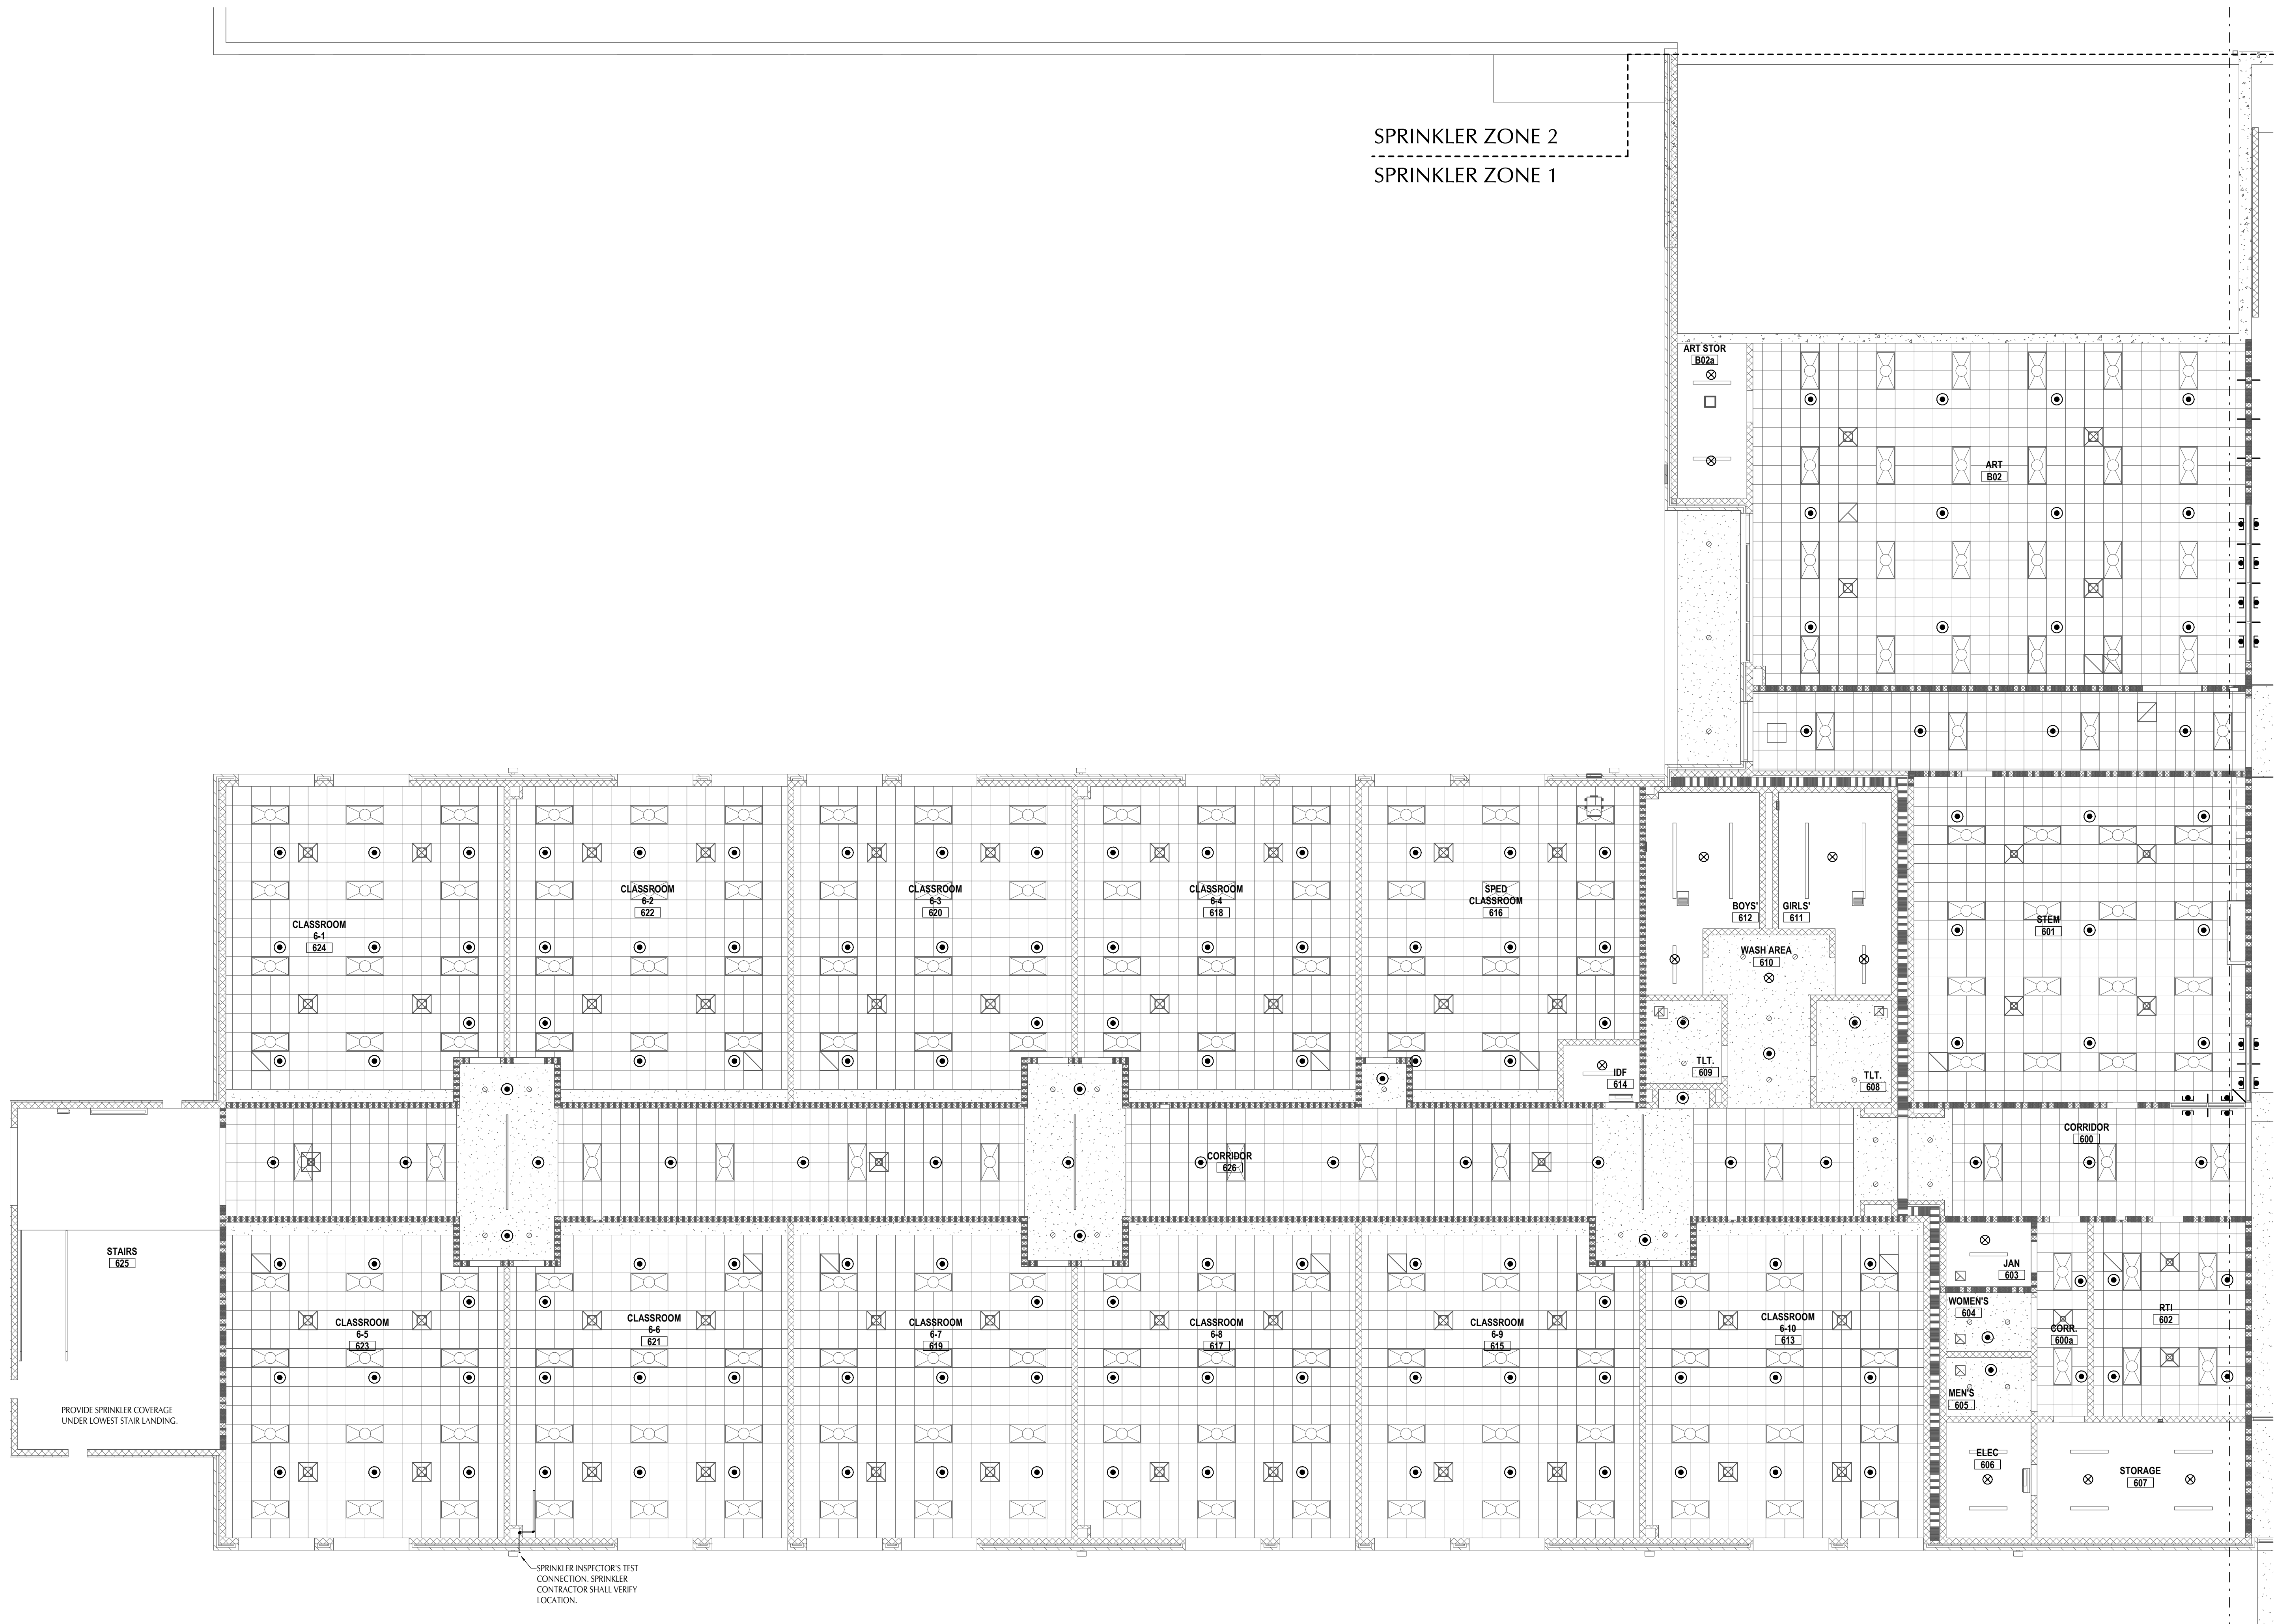 SPRINKLER ZONE 2
SPRINKLER ZONE 1
ART STOR
B02a
ART
B02
CLASSROOM
6-1
624
CLASSROOM
6-2
622
CLASSROOM
6-3
620
CLASSROOM
6-4
618
SPED
CLASSROOM
616
BOYS'
612
GIRLS'
611
WASH AREA
610
STEM
601
IDF
614
TLT.
609
TLT.
608
CORRIDOR
626
CORRIDOR
600
STAIRS
625
CLASSROOM
6-5
623
CLASSROOM
6-6
621
CLASSROOM
6-7
619
CLASSROOM
6-8
617
CLASSROOM
6-9
615
CLASSROOM
6-10
613
JAN
603
WOMEN'S
604
CORR.
600a
RTI
602
MEN'S
605
ELEC
606
STORAGE
607
PROVIDE SPRINKLER COVERAGE
UNDER LOWEST STAIR LANDING.
SPRINKLER INSPECTOR'S TEST
CONNECTION. SPRINKLER
CONTRACTOR SHALL VERIFY
LOCATION.